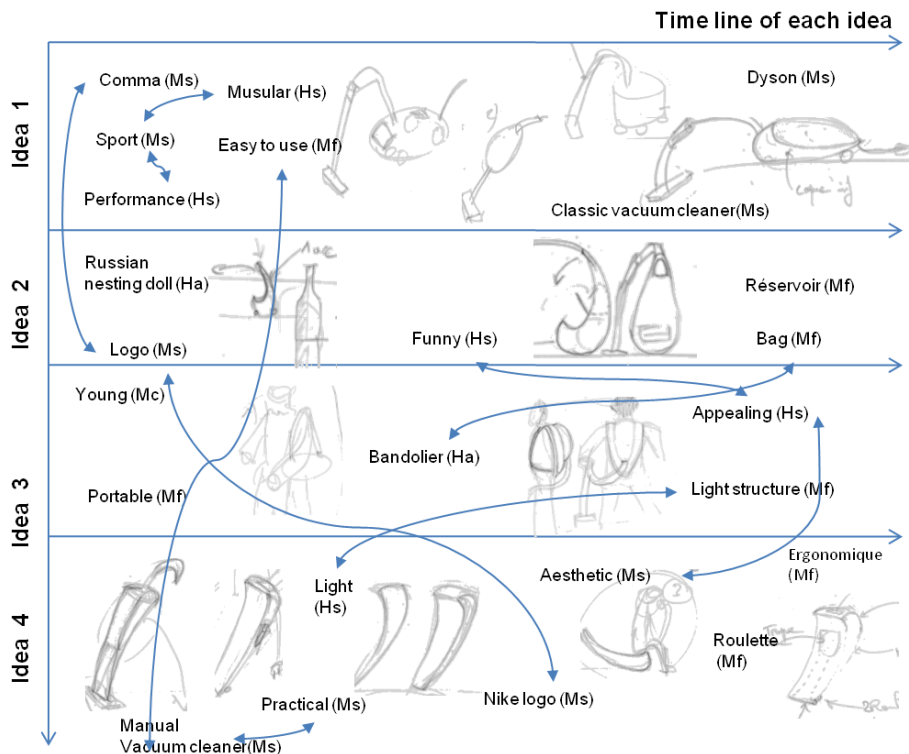 Time line of each idea
Idea 1
Comma (Ms)
Musular (Hs)
Dyson (Ms)
Sport (Ms)
Easy to use (Mf)
Performance (Hs)
Classic vacuum cleaner(Ms)
Idea 2
Russian
nesting doll (Ha)
Réservoir (Mf)
Logo (Ms)
Funny (Hs)
Bag (Mf)
Idea 3
Young (Mc)
Appealing (Hs)
Bandolier (Ha)
Portable (Mf)
Light structure (Mf)
Idea 4
Ergonomique
(Mf)
Light
(Hs)
Aesthetic (Ms)
Roulette
(Mf)
Practical (Ms)
Nike logo (Ms)
Manual
Vacuum cleaner(Ms)